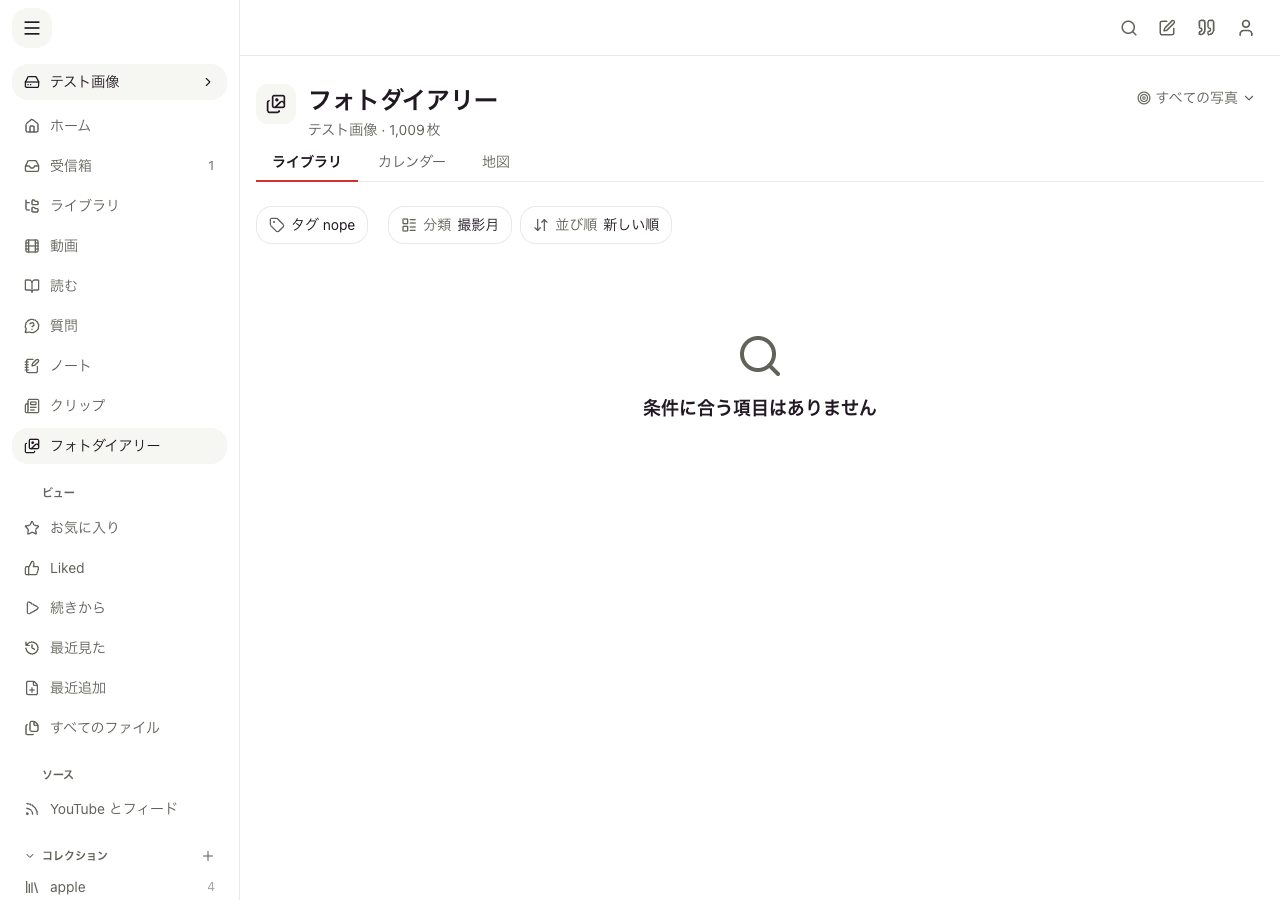 テスト画像
ホーム
受信箱 1
ライブラリ
動画
読む
質問
ノート
クリップ
フォトダイアリー
ビュー
お気に入り
Liked
続きから
最近見た
最近追加
すべてのファイル
ソース
YouTube とフィード
コレクション
apple 4
フォトダイアリー
テスト画像 · 1,009枚
すべての写真
ライブラリ カレンダー 地図
タグ nope 分類 撮影月 並び順 新しい順
条件に合う項目はありません